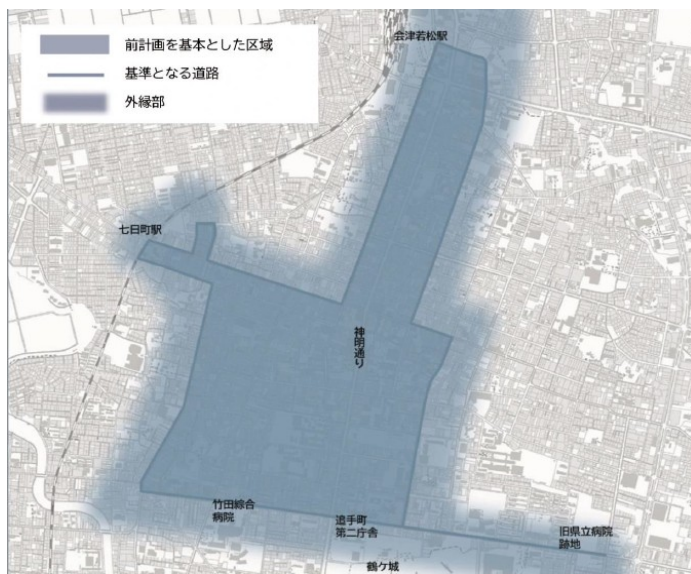 前計画を基本とした区域
基準となる道路
外縁部
会津若松駅
七日町駅
神明通り
竹田綜合
病院
追手町
第二庁舎
旧県立病院
跡地
鶴ケ城